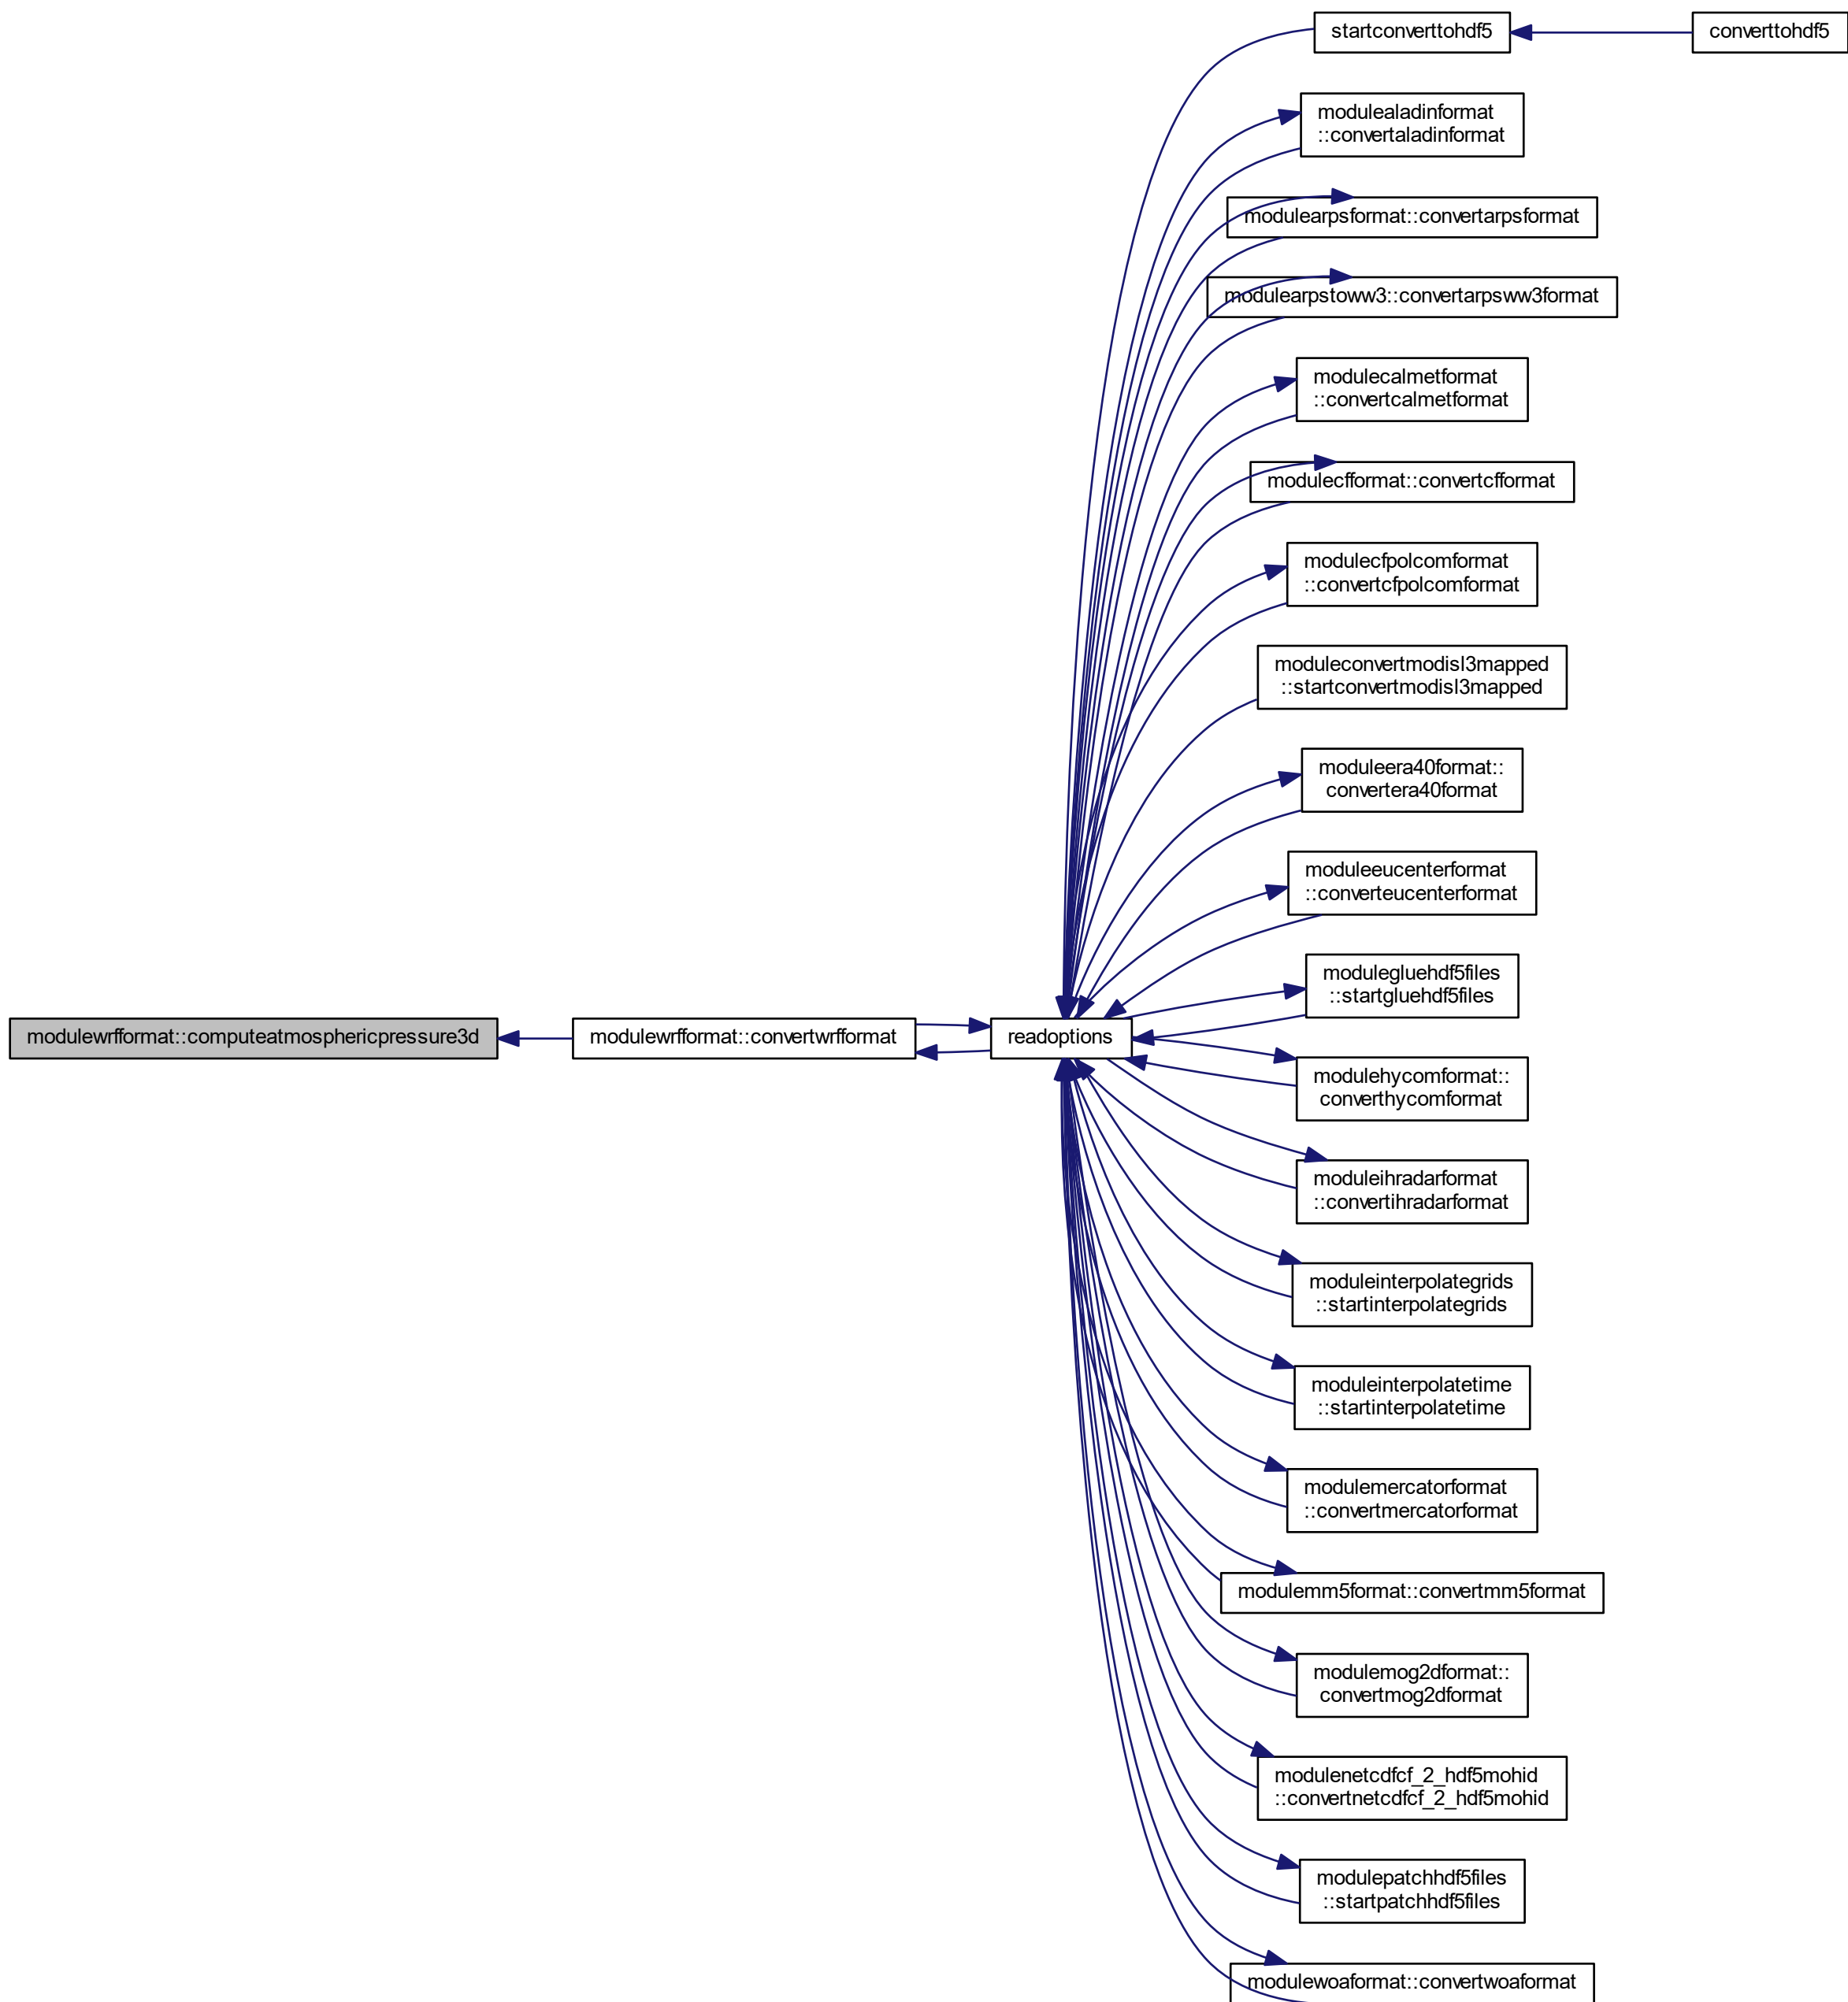 startconverttohdf5
converttohdf5
modulealadinformat
::convertaladinformat
modulearpsformat::convertarpsformat
modulearpstoww3::convertarpsww3format
modulecalmetformat
::convertcalmetformat
modulecfformat::convertcfformat
modulecfpolcomformat
::convertcfpolcomformat
moduleconvertmodisl3mapped
::startconvertmodisl3mapped
moduleera40format::
convertera40format
moduleeucenterformat
::converteucenterformat
modulegluehdf5files
::startgluehdf5files
modulewrfformat::computeatmosphericpressure3d
modulewrfformat::convertwrfformat
readoptions
modulehycomformat::
converthycomformat
moduleihradarformat
::convertihradarformat
moduleinterpolategrids
::startinterpolategrids
moduleinterpolatetime
::startinterpolatetime
modulemercatorformat
::convertmercatorformat
modulemm5format::convertmm5format
modulemog2dformat::
convertmog2dformat
modulenetcdfcf_2_hdf5mohid
::convertnetcdfcf_2_hdf5mohid
modulepatchhdf5files
::startpatchhdf5files
modulewoaformat::convertwoaformat